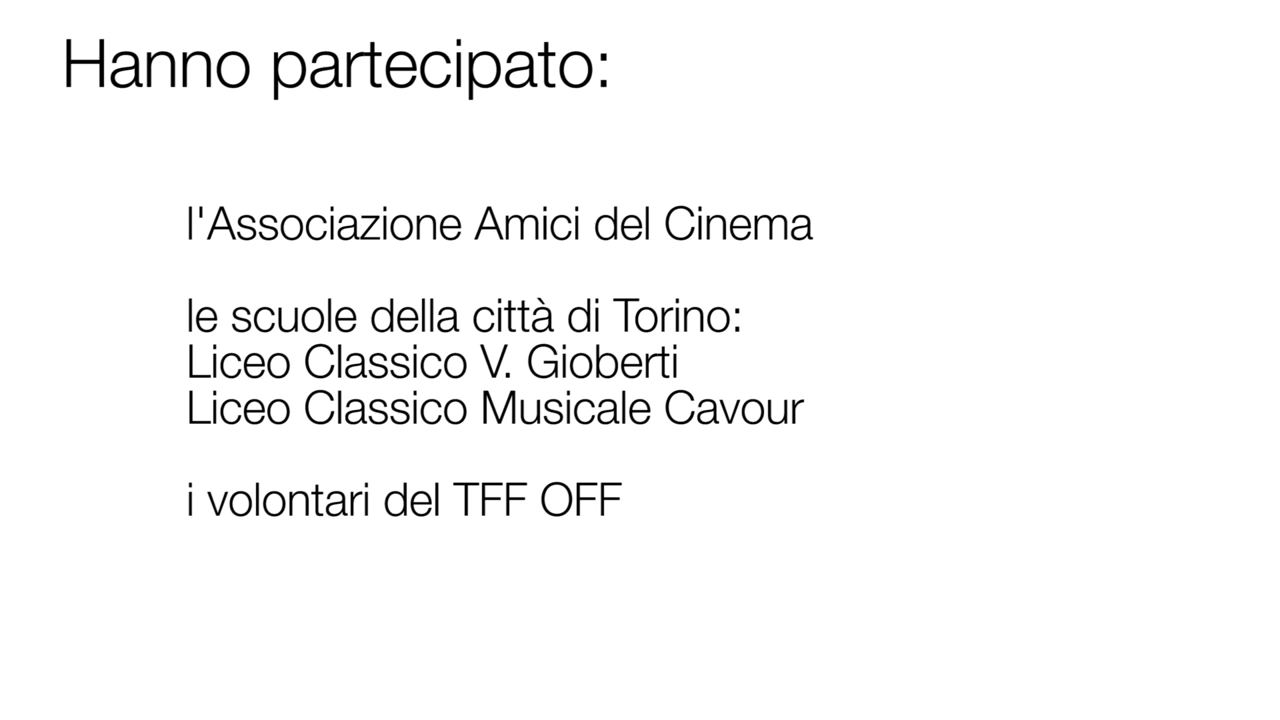 Hanno partecipato:
l'Associazione Amici del Cinema
le scuole della città di Torino:
Liceo Classico V. Gioberti
Liceo Classico Musicale Cavour
i volontari del TFF OFF